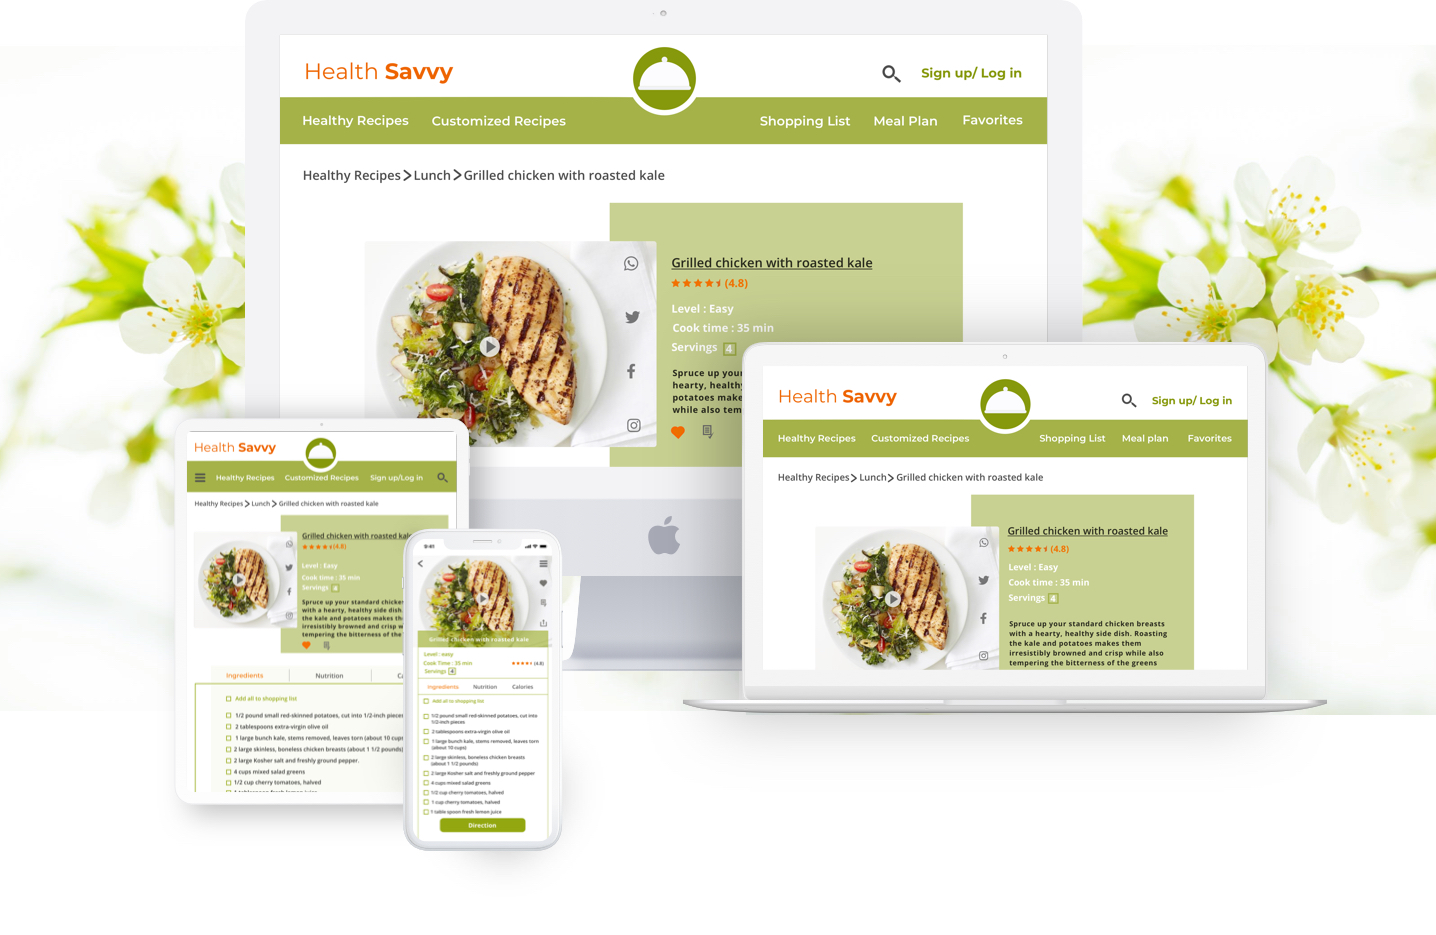 Health Savvy
Sign up/ Log in
Healthy Recipes
Customized Recipes
Shopping List
Meal Plan
Favorites
Healthy Recipes > Lunch > Grilled chicken with roasted kale
Grilled chicken with roasted kale
(4.8)
Level : Easy
Cook time : 35 min
Servings 4
Spruce up your
hearty, healthy
potatoes make
while also tem
Health Savvy
Sign up/ Log in
Healthy Recipes
Customized Recipes
Shopping List
Meal plan
Favorites
Healthy Recipes > Lunch > Grilled chicken with roasted kale
Grilled chicken with roasted kale
(4.8)
Level : Easy
Cook time : 35 min
Servings 4
Spruce up your standard chicken breasts
with a hearty, healthy side dish. Roasting
the kale and potatoes makes them
irresistibly browned and crisp while also
tempering the bitterness of the greens
Health Savvy
Healthy Recipes
Customized Recipes
Sign up/Log in
Healthy Recipes > Lunch > Grilled chicken with roasted kale
Grilled chicken with roasted kale
(4.8)
Level : Easy
Cook time : 35 min
Servings 4
Spruce up your standard chicken
with a hearty, healthy side dish.
the kale and potatoes makes the
irresistibly browned and crisp w
tempering the bitterness of the
Ingredients
Nutrition
Ca
Add all to shopping list
1/2 pound small red-skinned potatoes, cut into 1/2-inch pieces
2 tablespoons extra-virgin olive oil
1 large bunch kale, stems removed, leaves torn (about 10 cups
2 large skinless, boneless chicken breasts (about 1 1/2 pounds)
2 large Kosher salt and freshly ground pepper.
4 cups mixed salad greens
1/2 cup cherry tomatoes, halved
9:41
Grilled chicken with roasted kale
Level : easy
Cook Time : 35 min
(4.8)
Servings 4
Ingredients
Nutrition
Calories
Add all to shopping list
1/2 pound small red-skinned potatoes, cut into
1/2-inch pieces
2 tablespoons extra-virgin olive oil
1 large bunch kale, stems removed, leaves torn
(about 10 cups)
2 large skinless, boneless chicken breasts
(about 1 1/2 pounds)
2 large Kosher salt and freshly ground pepper
4 cups mixed salad greens
1/2 cup cherry tomatoes, halved
1 cup cherry tomatoes, halved
1 table spoon fresh lemon juice
Direction